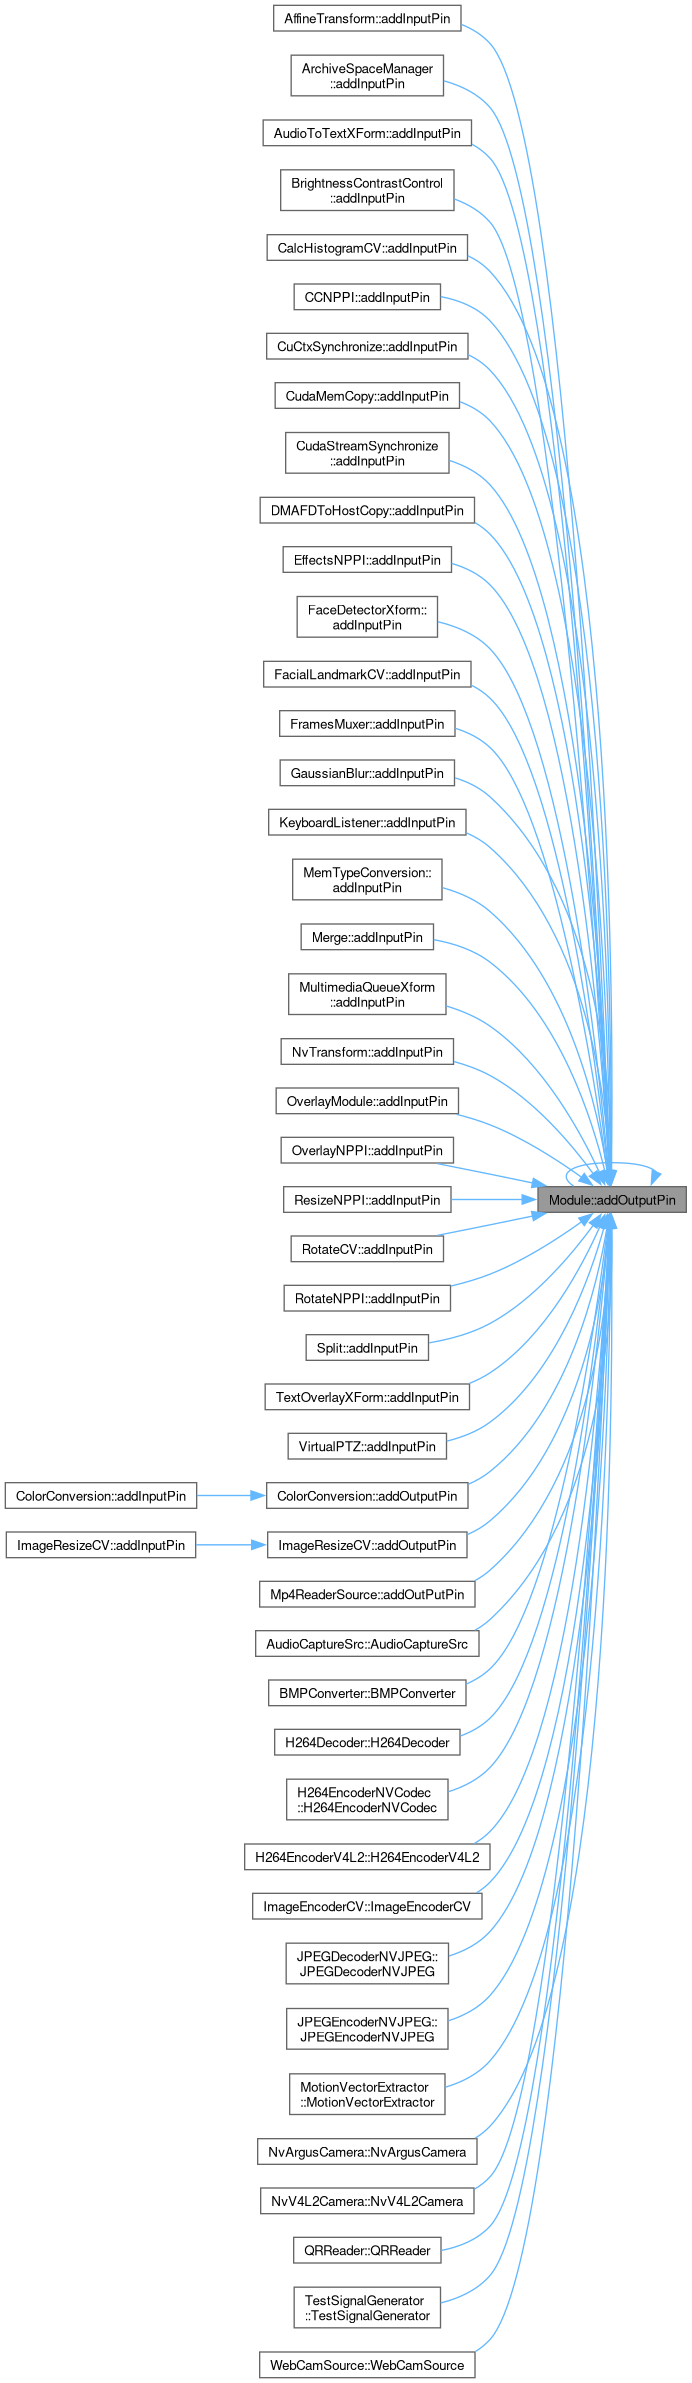 AffineTransform::addInputPin
ArchiveSpaceManager
::addInputPin
AudioToTextXForm::addInputPin
BrightnessContrastControl
::addInputPin
CalcHistogramCV::addInputPin
CCNPPI::addInputPin
CuCtxSynchronize::addInputPin
CudaMemCopy::addInputPin
CudaStreamSynchronize
::addInputPin
DMAFDToHostCopy::addInputPin
EffectsNPPI::addInputPin
FaceDetectorXform::
addInputPin
FacialLandmarkCV::addInputPin
FramesMuxer::addInputPin
GaussianBlur::addInputPin
KeyboardListener::addInputPin
MemTypeConversion::
addInputPin
Merge::addInputPin
MultimediaQueueXform
::addInputPin
NvTransform::addInputPin
OverlayModule::addInputPin
OverlayNPPI::addInputPin
ResizeNPPI::addInputPin
Module::addOutputPin
RotateCV::addInputPin
RotateNPPI::addInputPin
Split::addInputPin
TextOverlayXForm::addInputPin
VirtualPTZ::addInputPin
ColorConversion::addInputPin
ColorConversion::addOutputPin
ImageResizeCV::addInputPin
ImageResizeCV::addOutputPin
Mp4ReaderSource::addOutPutPin
AudioCaptureSrc::AudioCaptureSrc
BMPConverter::BMPConverter
H264Decoder::H264Decoder
H264EncoderNVCodec
::H264EncoderNVCodec
H264EncoderV4L2::H264EncoderV4L2
ImageEncoderCV::ImageEncoderCV
JPEGDecoderNVJPEG::
JPEGDecoderNVJPEG
JPEGEncoderNVJPEG::
JPEGEncoderNVJPEG
MotionVectorExtractor
::MotionVectorExtractor
NvArgusCamera::NvArgusCamera
NvV4L2Camera::NvV4L2Camera
QRReader::QRReader
TestSignalGenerator
::TestSignalGenerator
WebCamSource::WebCamSource